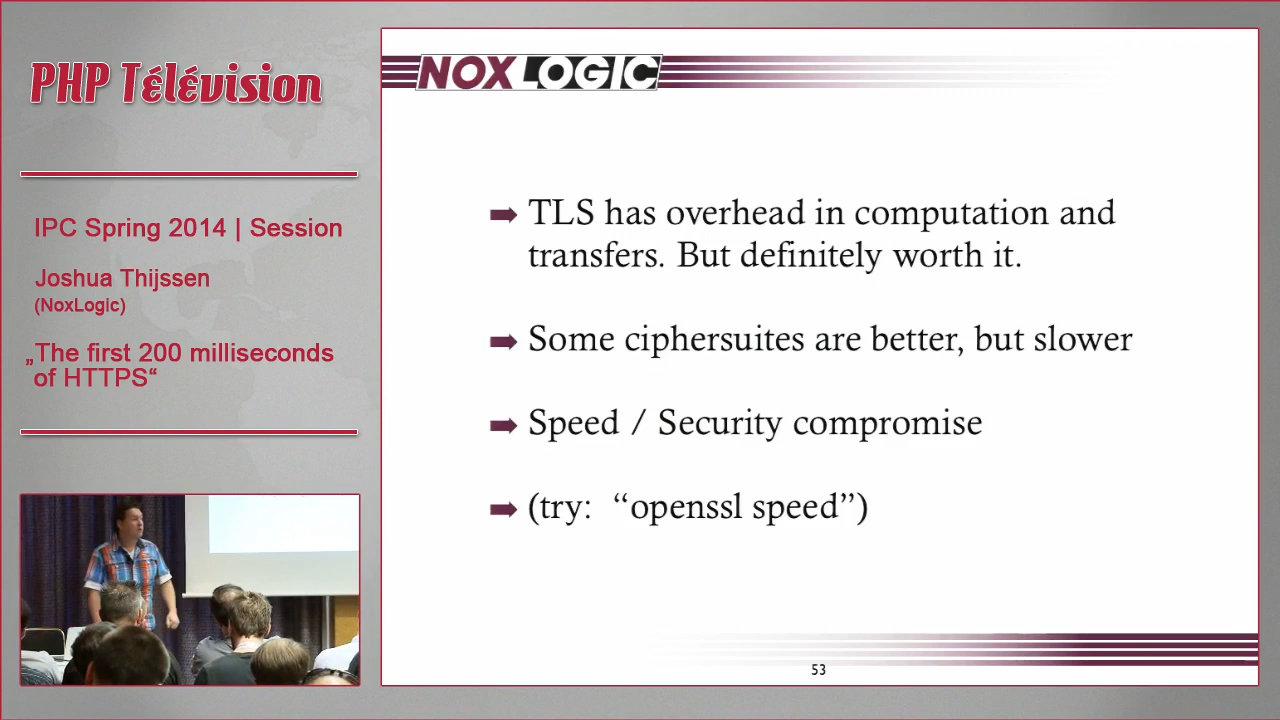 PHP Télévision
IPC Spring 2014 | Session
Joshua Thijssen
(NoxLogic)
„The first 200 milliseconds
of HTTPS“
NOXLOGIC
➡ TLS has overhead in computation and
transfers. But definitely worth it.
➡ Some ciphersuites are better, but slower
➡ Speed / Security compromise
➡ (try: “openssl speed”)
53